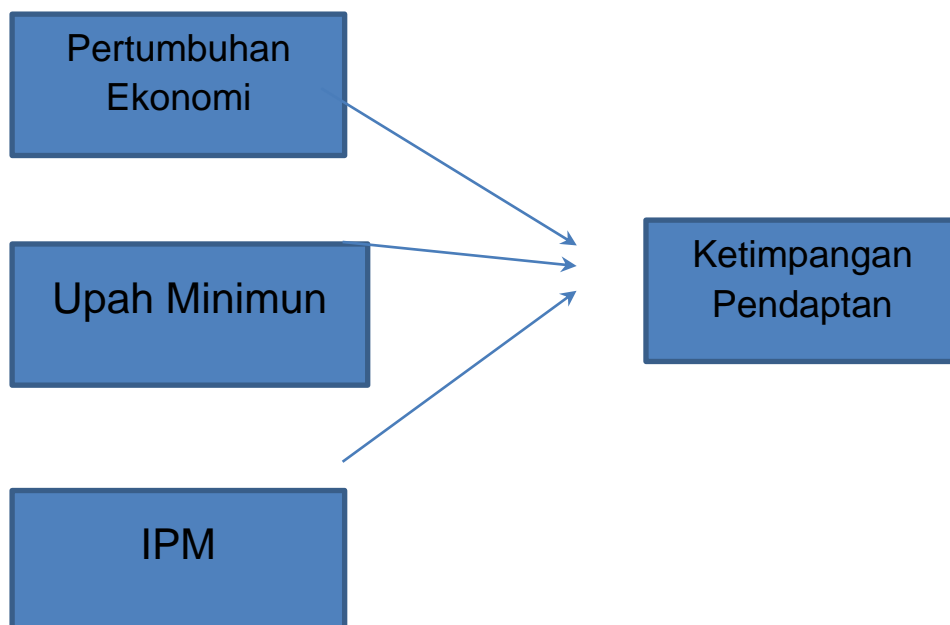 Pertumbuhan
Ekonomi
Upah Minimun
IPM
Ketimpangan
Pendaptan